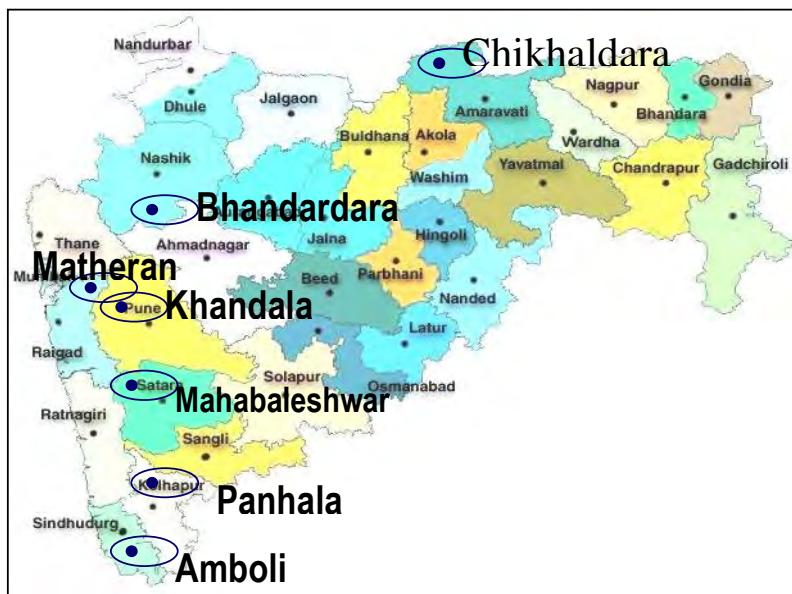 Nandurbar
Chikhaldara
Dhule
Jalgaon
Nagpur
Gondia
Amaravati
Bhandara
Buldhana
Akola
Wardha
Nashik
Washim
Yavatmal
Chandrapur
Gadchiroli
Bhandardara
Thane
Ahmadnagar
Jalna
Hingoli
Matheran
Beed
Parbhani
Nanded
Pune
Khandala
Raigad
Latur
Satara
Solapur
Osmanabad
Mahabaleshwar
Ratnagiri
Sangli
Kolhapur
Panhala
Sindhudurg
Amboli